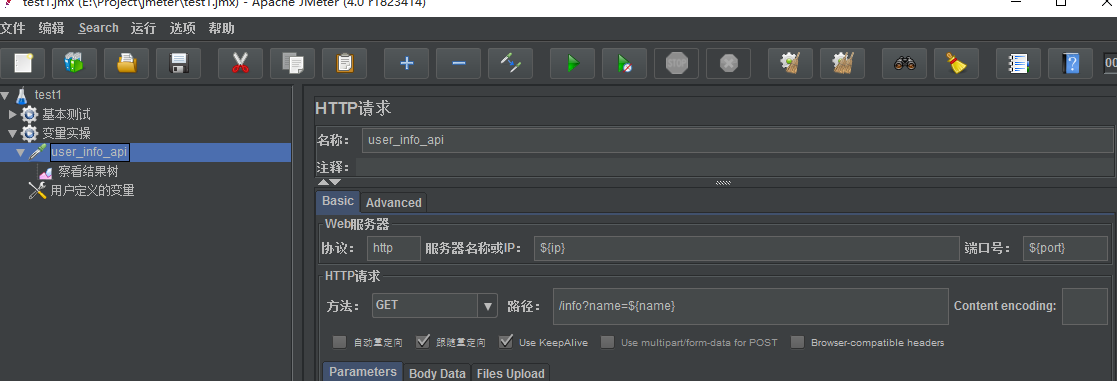 test1.jmx (E:\Project\jmeter\test1.jmx) - Apache JMeter (4.0 r1823414)
文件 编辑 Search 运行 选项 帮助
STOP 00
test1
基本测试
变量实操
user_info_api
察看结果树
用户定义的变量
HTTP请求
名称: user_info_api
注释:
Basic Advanced
Web服务器
协议: http 服务器名称或IP: ${ip} 端口号: ${port}
HTTP请求
方法: GET 路径: /info?name=${name} Content encoding:
自动重定向 跟随重定向 Use KeepAlive Use multipart/form-data for POST Browser-compatible headers
Parameters Body Data Files Upload